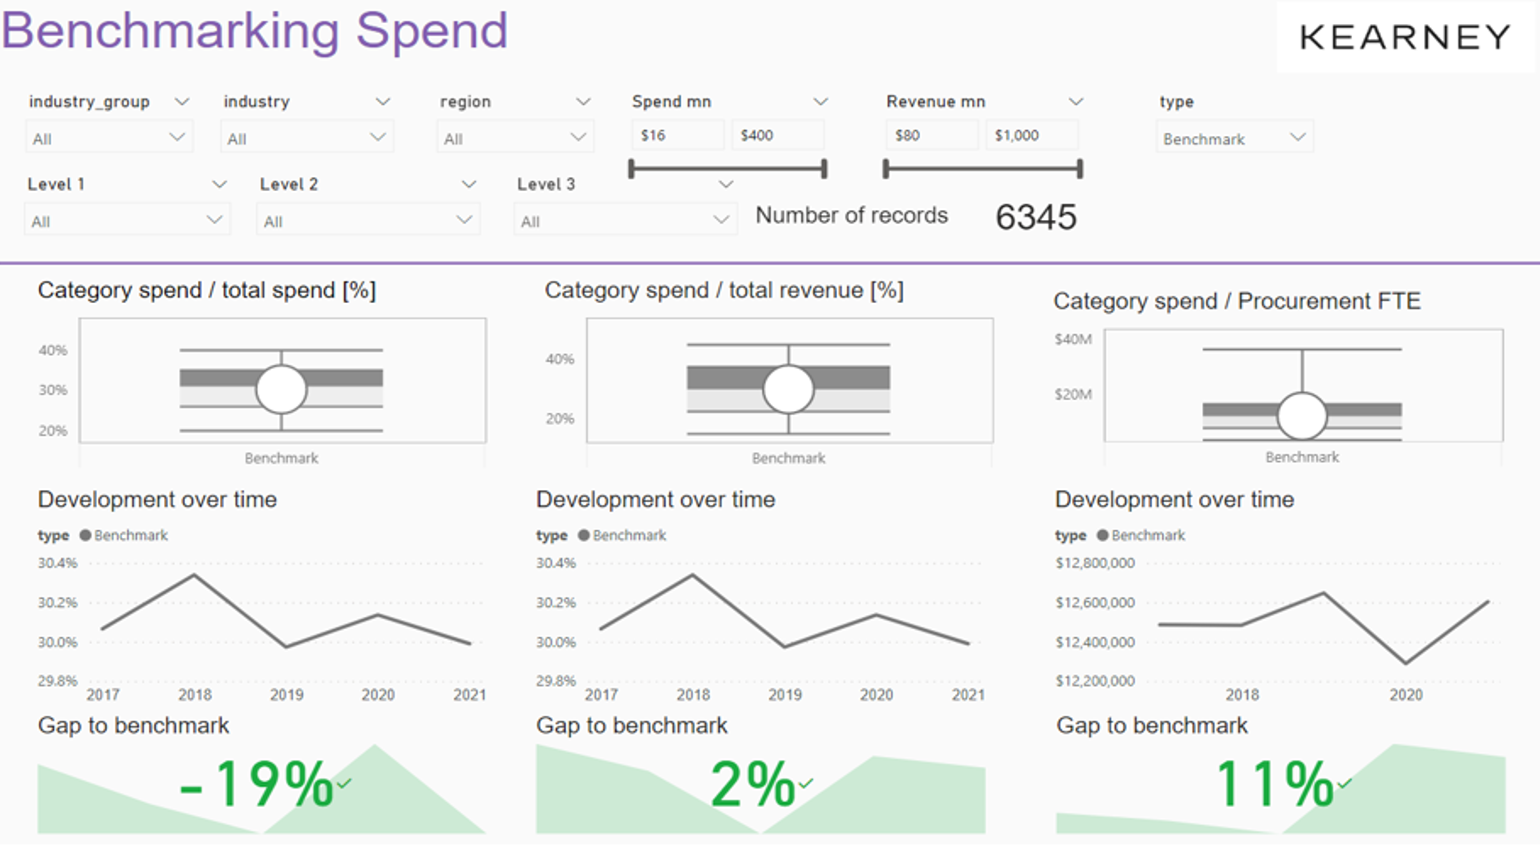 Benchmarking Spend
KEARNEY
industry_group
industry
region
Spend mn
Revenue mn
type
All
All
All
$16
$400
$80
$1,000
Benchmark
Level 1
Level 2
Level 3
All
All
All
Number of records
6345
Category spend / total spend [%]
40%
30%
20%
Benchmark
Category spend / total revenue [%]
40%
20%
Benchmark
Category spend / Procurement FTE
$40M
$20M
Benchmark
Development over time
type Benchmark
30.4%
30.2%
30.0%
29.8%
2017 2018 2019 2020 2021
Development over time
type Benchmark
30.4%
30.2%
30.0%
29.8%
2017 2018 2019 2020 2021
Development over time
type Benchmark
$12,800,000
$12,600,000
$12,400,000
$12,200,000
2018 2020
Gap to benchmark
-19%
Gap to benchmark
2%
Gap to benchmark
11%